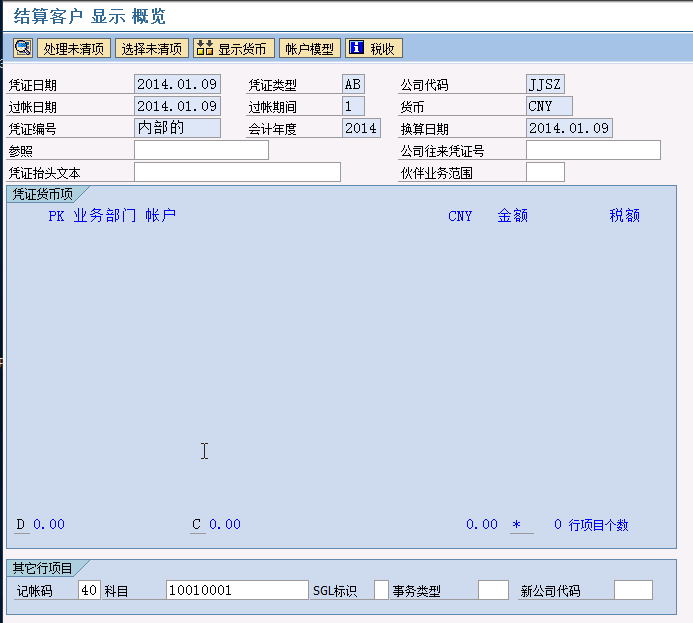 结算客户 显示 概览
处理未清项 选择未清项 显示货币 帐户模型 税收
凭证日期 2014.01.09 凭证类型 AB 公司代码 JJSZ
过帐日期 2014.01.09 过帐期间 1 货币 CNY
凭证编号 内部的 会计年度 2014 换算日期 2014.01.09
参照 公司往来凭证号
凭证抬头文本 伙伴业务范围
凭证货币项
PK 业务部门 帐户 CNY 金额 税额
D 0.00 C 0.00 0.00 * 0 行项目个数
其它行项目
记帐码 40 科目 10010001 SGL标识 事务类型 新公司代码